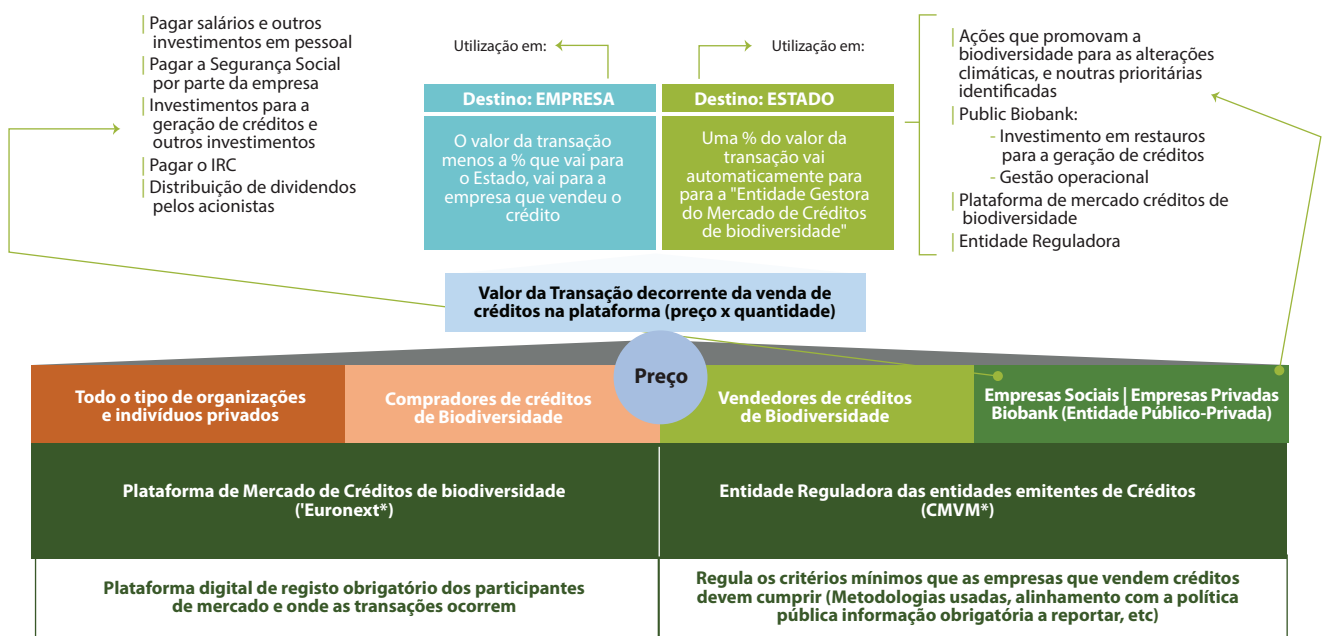 | Pagar salários e outros
investimentos em pessoal
| Pagar a Segurança Social
por parte da empresa
| Investimentos para a
geração de créditos e
outros investimentos
| Pagar o IRC
| Distribuição de dividendos
pelos acionistas
Utilização em:
Utilização em:
Destino: EMPRESA
O valor da transação
menos a % que vai para
o Estado, vai para a
empresa que vendeu o
crédito
Destino: ESTADO
Uma % do valor da
transação vai
automaticamente para
para a "Entidade Gestora
do Mercado de Créditos
de biodiversidade"
| Ações que promovam a
biodiversidade para as alterações
climáticas, e noutras prioritárias
identificadas
| Public Biobank:
- Investimento em restauros
para a geração de créditos
- Gestão operacional
| Plataforma de mercado créditos de
biodiversidade
| Entidade Reguladora
Valor da Transação decorrente da venda de
créditos na plataforma (preço x quantidade)
Preço
Todo o tipo de organizações
e indivíduos privados
Compradores de créditos
de Biodiversidade
Vendedores de créditos
de Biodiversidade
Empresas Sociais | Empresas Privadas
Biobank (Entidade Público-Privada)
Plataforma de Mercado de Créditos de biodiversidade
('Euronext*)
Entidade Reguladora das entidades emitentes de Créditos
(CMVM*)
Plataforma digital de registo obrigatório dos participantes
de mercado e onde as transações ocorrem
Regula os critérios mínimos que as empresas que vendem créditos
devem cumprir (Metodologias usadas, alinhamento com a política
pública informação obrigatória a reportar, etc)